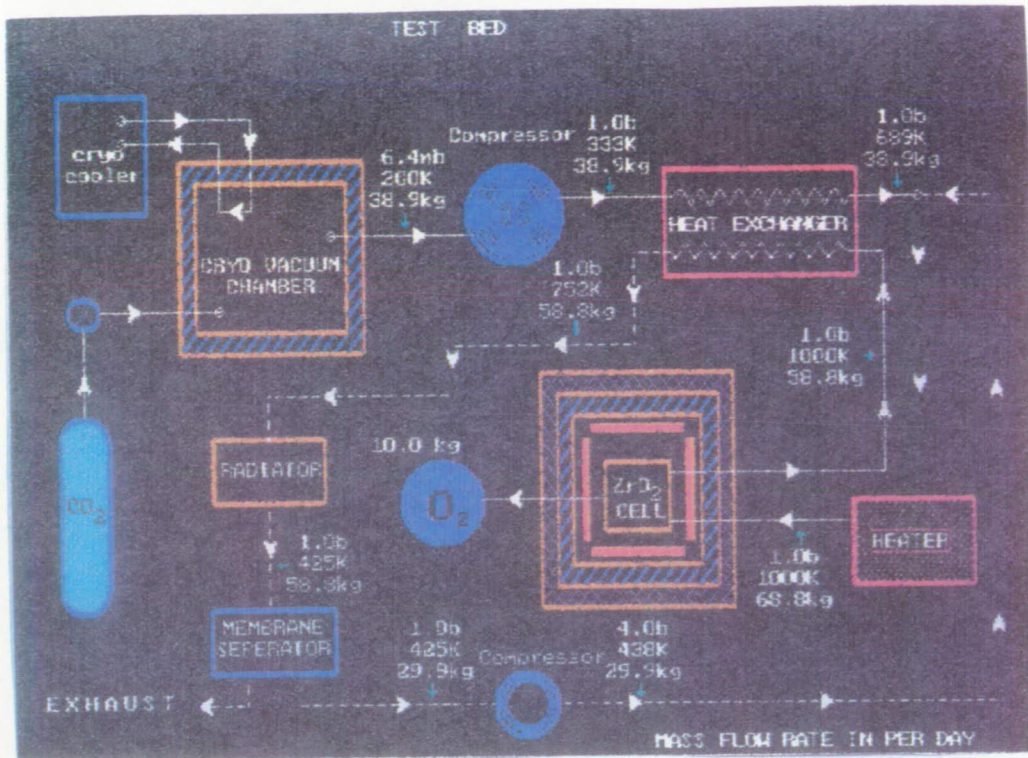 TEST BED
cryo
cooler
6.4mb
200K
38.9kg
Compressor
1.0b
333K
38.9kg
1.0b
689K
38.9kg
HEAT EXCHANGER
CRYO VACUUM
CHAMBER
1.0b
752K
58.8kg
1.0b
1000K
58.8kg
CO2
RADIATOR
10.0 kg
O2
ZrO2
CELL
HEATER
1.0b
1000K
68.8kg
1.0b
425K
58.8kg
MEMBRANE
SEPERATOR
1.0b
425K
29.9kg
Compressor
4.0b
438K
29.9kg
EXHAUST
MASS FLOW RATE IN PER DAY